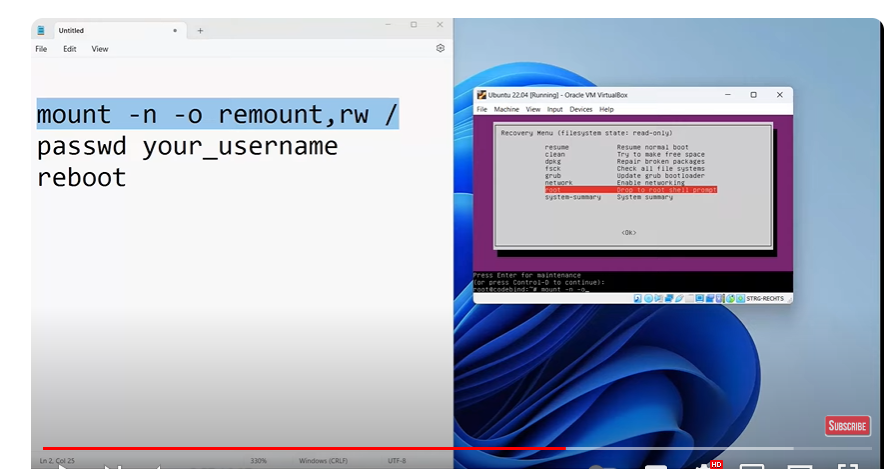 Untitled
File Edit View
mount -n -o remount,rw /
passwd your_username
reboot
Ln 2, Col 25 330% Windows (CRLF) UTF-8
Ubuntu 22.04 [Running] - Oracle VM VirtualBox
File Machine View Input Devices Help
Recovery Menu (filesystem state: read-only)
resume Resume normal boot
clean Try to make free space
dpkg Repair broken packages
fsck Check all file systems
grub Update grub bootloader
network Enable networking
root Drop to root shell prompt
system-summary System summary
<Ok>
Press Enter for maintenance
(or press Control-D to continue):
root@codebind:~# mount -n -o_
STRG-RECHTS
SUBSCRIBE
HD